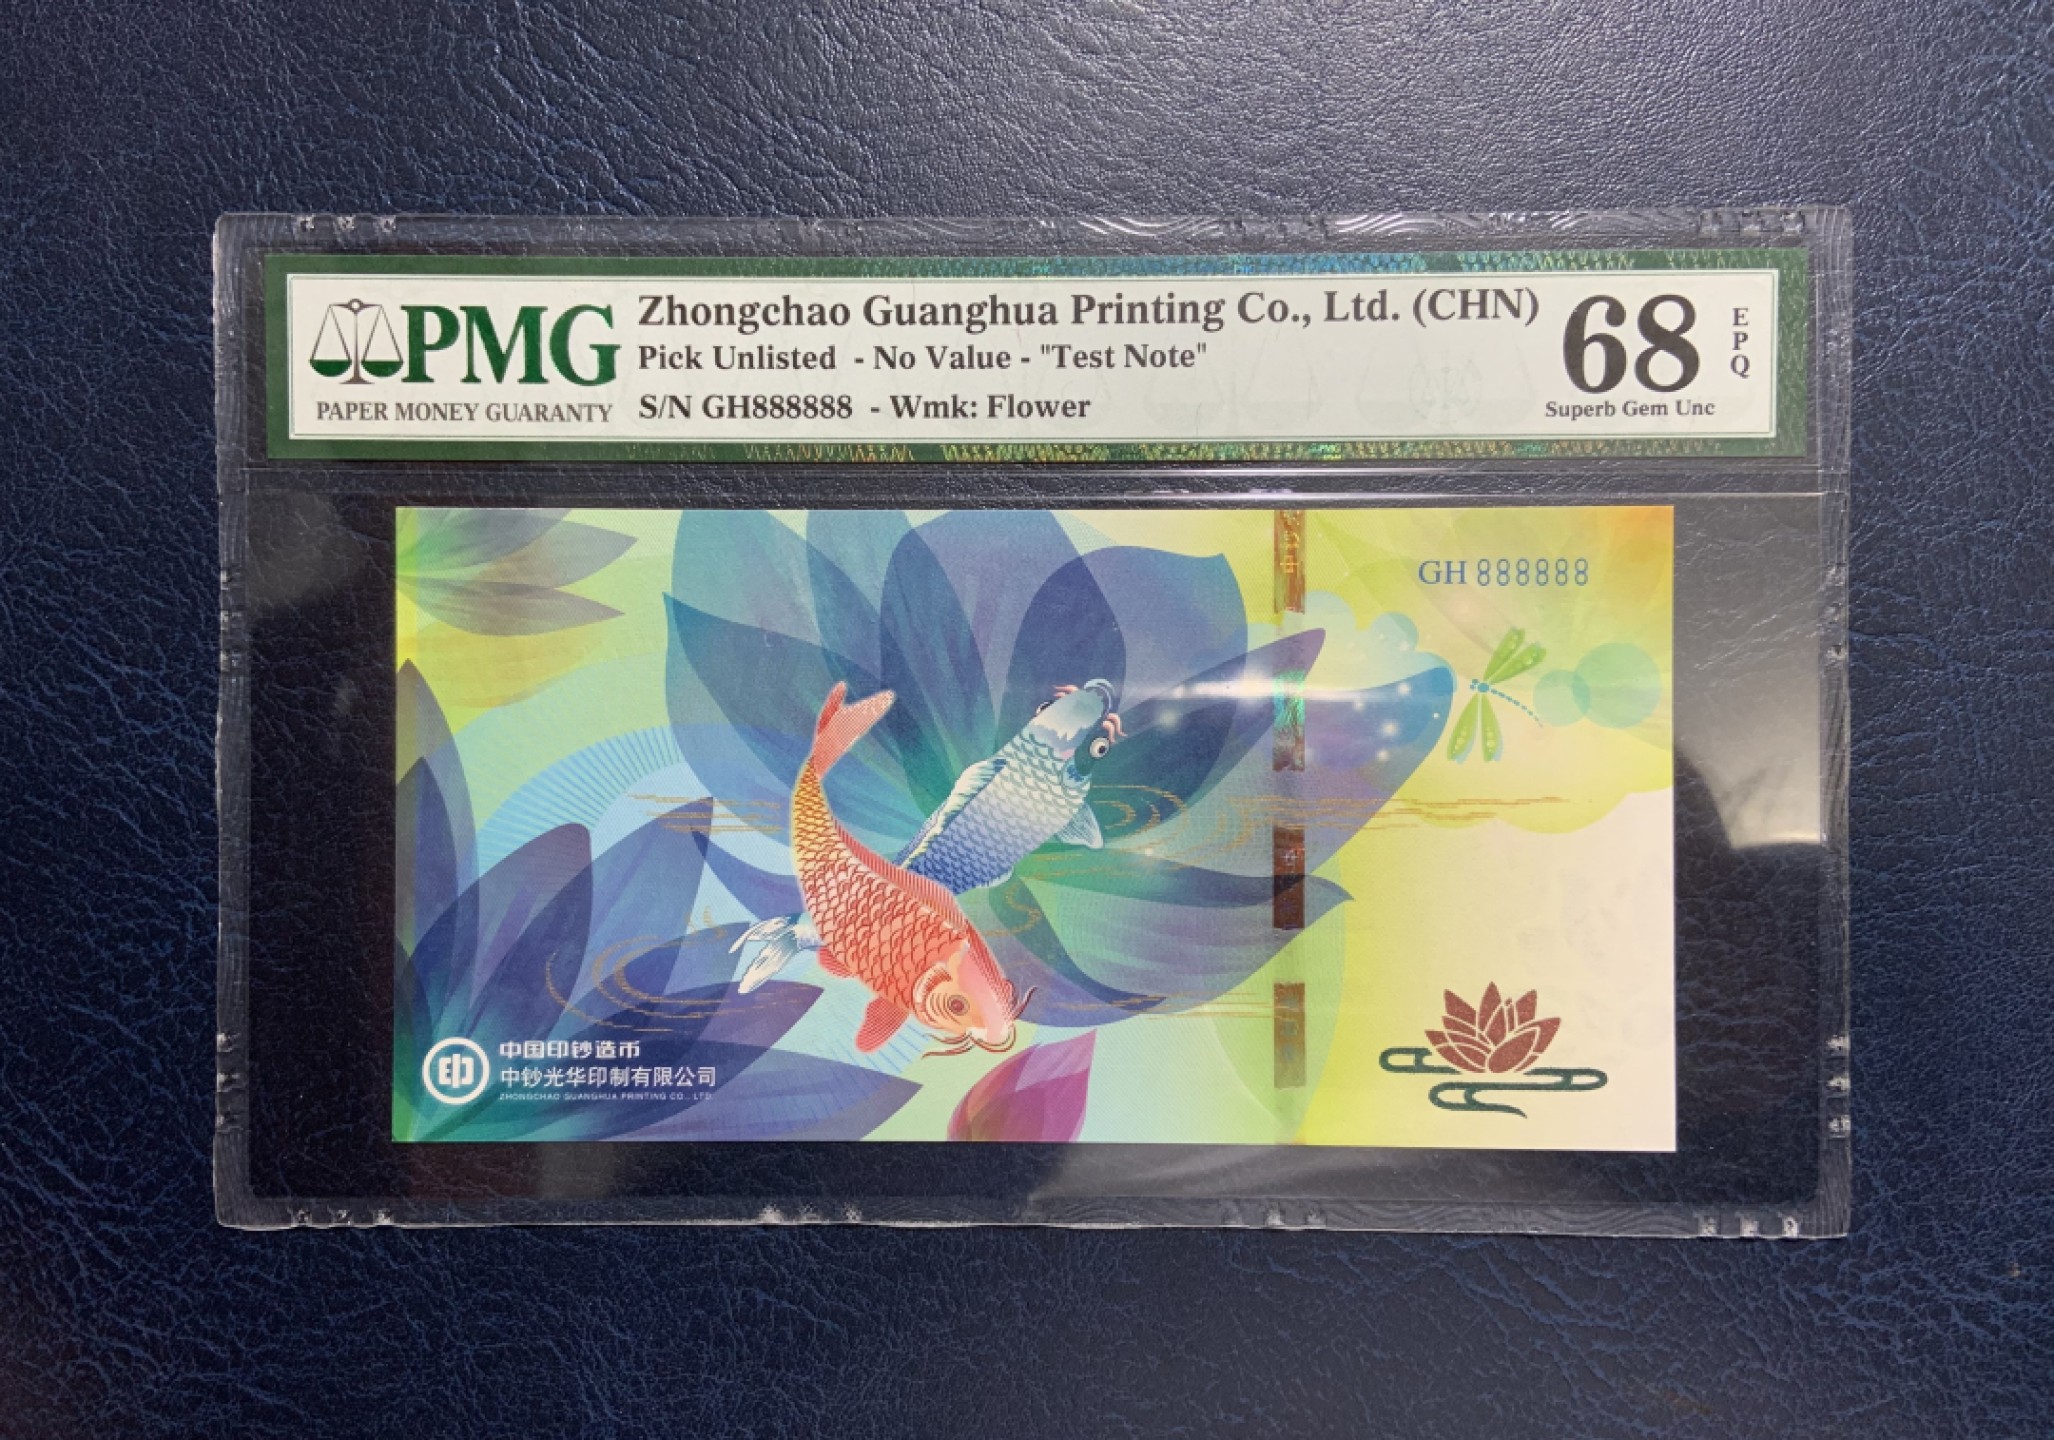 PMG
PAPER MONEY GUARANTY
Zhongchao Guanghua Printing Co., Ltd. (CHN)
Pick Unlisted - No Value - "Test Note"
S/N GH888888 - Wmk: Flower
68
EPQ
Superb Gem Unc
GH 888888
印
中国印钞造币
中钞光华印制有限公司
ZHONGCHAO GUANGHUA PRINTING CO., LTD.